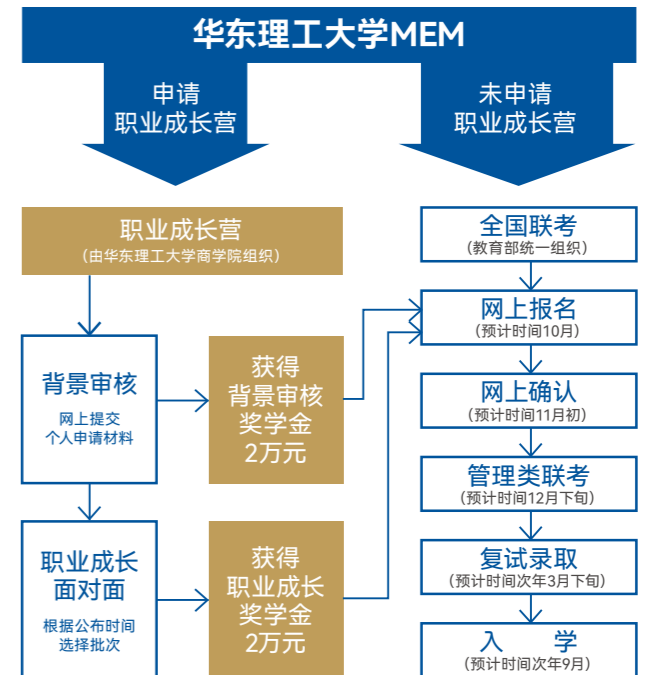 华东理工大学MEM
申请
职业成长营
未申请
职业成长营
职业成长营
(由华东理工大学商学院组织)
背景审核
网上提交
个人申请材料
获得
背景审核
奖学金
2万元
职业成长
面对面
根据公布时间
选择批次
获得
职业成长
奖学金
2万元
全国联考
(教育部统一组织)
网上报名
(预计时间10月)
网上确认
(预计时间11月初)
管理类联考
(预计时间12月下旬)
复试录取
(预计时间次年3月下旬)
入 学
(预计时间次年9月)